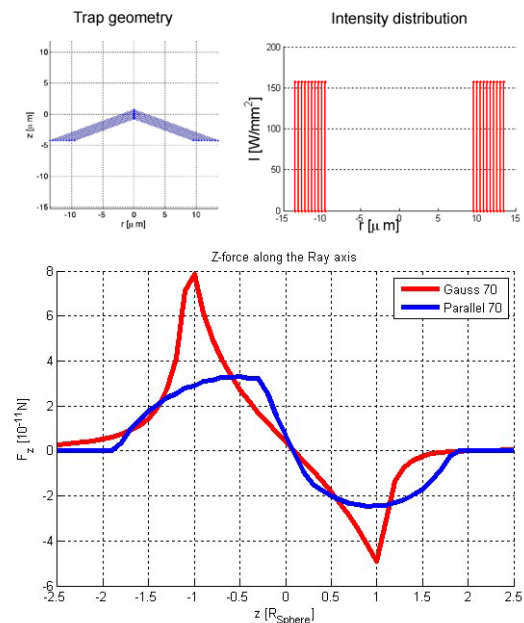 Trap geometry
Intensity distribution
10
5
0
-5
-10
-15
z [μ m]
-10 -5 0 5 10
r [μ m]
200
150
100
50
0
I [W/mm²]
-15 -10 -5 0 5 10 15
r [μ m]
Z-force along the Ray axis
Gauss 70
Parallel 70
8
6
4
2
0
-2
-4
-6
F_z [10⁻¹¹N]
-2.5 -2 -1.5 -1 -0.5 0 0.5 1 1.5 2 2.5
z [R_Sphere]